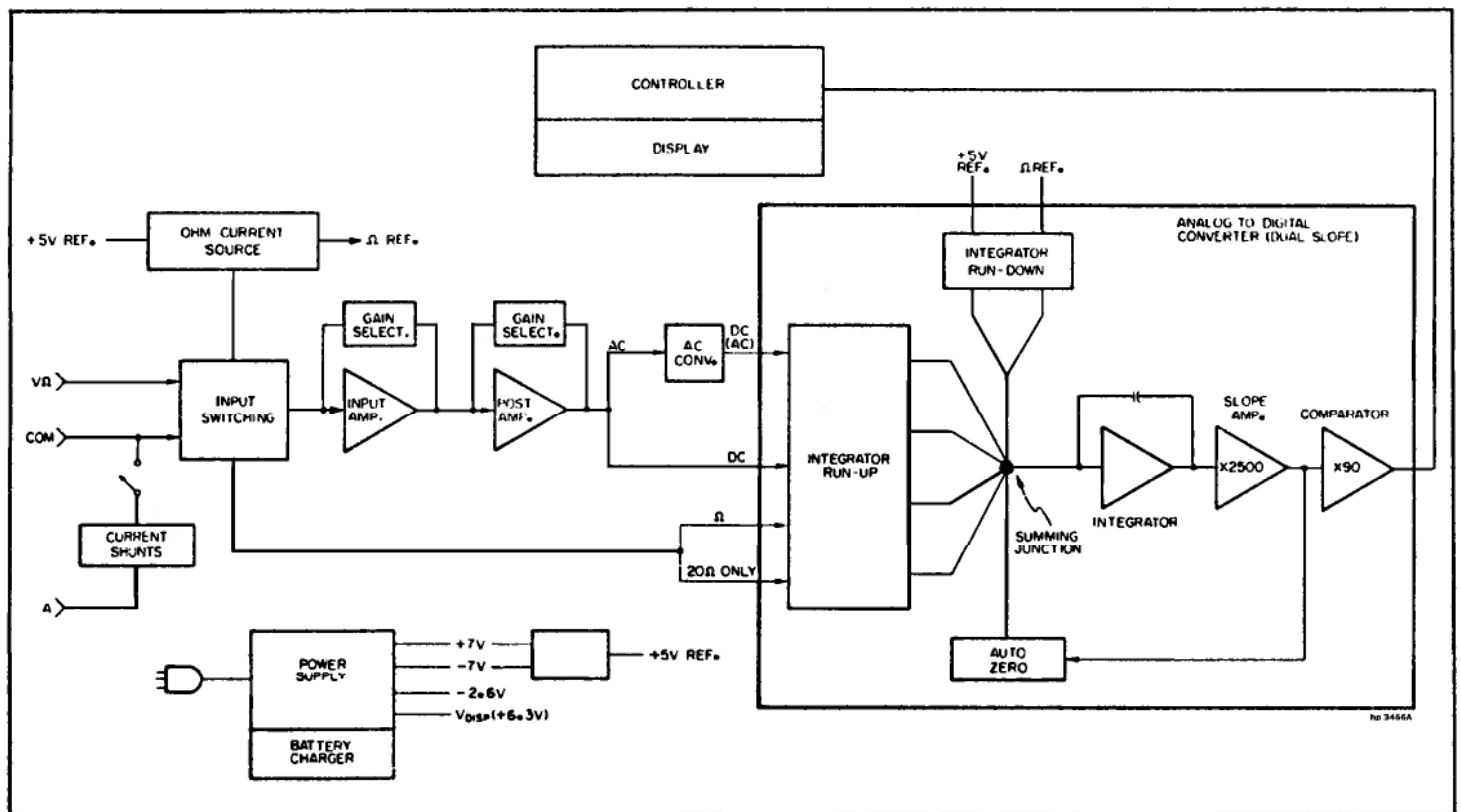 CONTROLLER
DISPLAY
+5V
REF.
Ω REF.
ANALOG TO DIGITAL
CONVERTER (DUAL SLOPE)
+5V REF.
OHM CURRENT
SOURCE
Ω REF.
INTEGRATOR
RUN-DOWN
GAIN
SELECT.
GAIN
SELECT.
AC
AC
CONV.
DC
(AC)
VΩ
INPUT
SWITCHING
INPUT
AMP.
POST
AMP.
COM
DC
INTEGRATOR
RUN-UP
SLOPE
AMP.
COMPARATOR
X2500
X90
INTEGRATOR
SUMMING
JUNCTION
Ω
20Ω ONLY
CURRENT
SHUNTS
A
AUTO
ZERO
POWER
SUPPLY
+7V
-7V
-2.6V
VDISP(+6.3V)
+5V REF.
BATTERY
CHARGER
hp 3466A